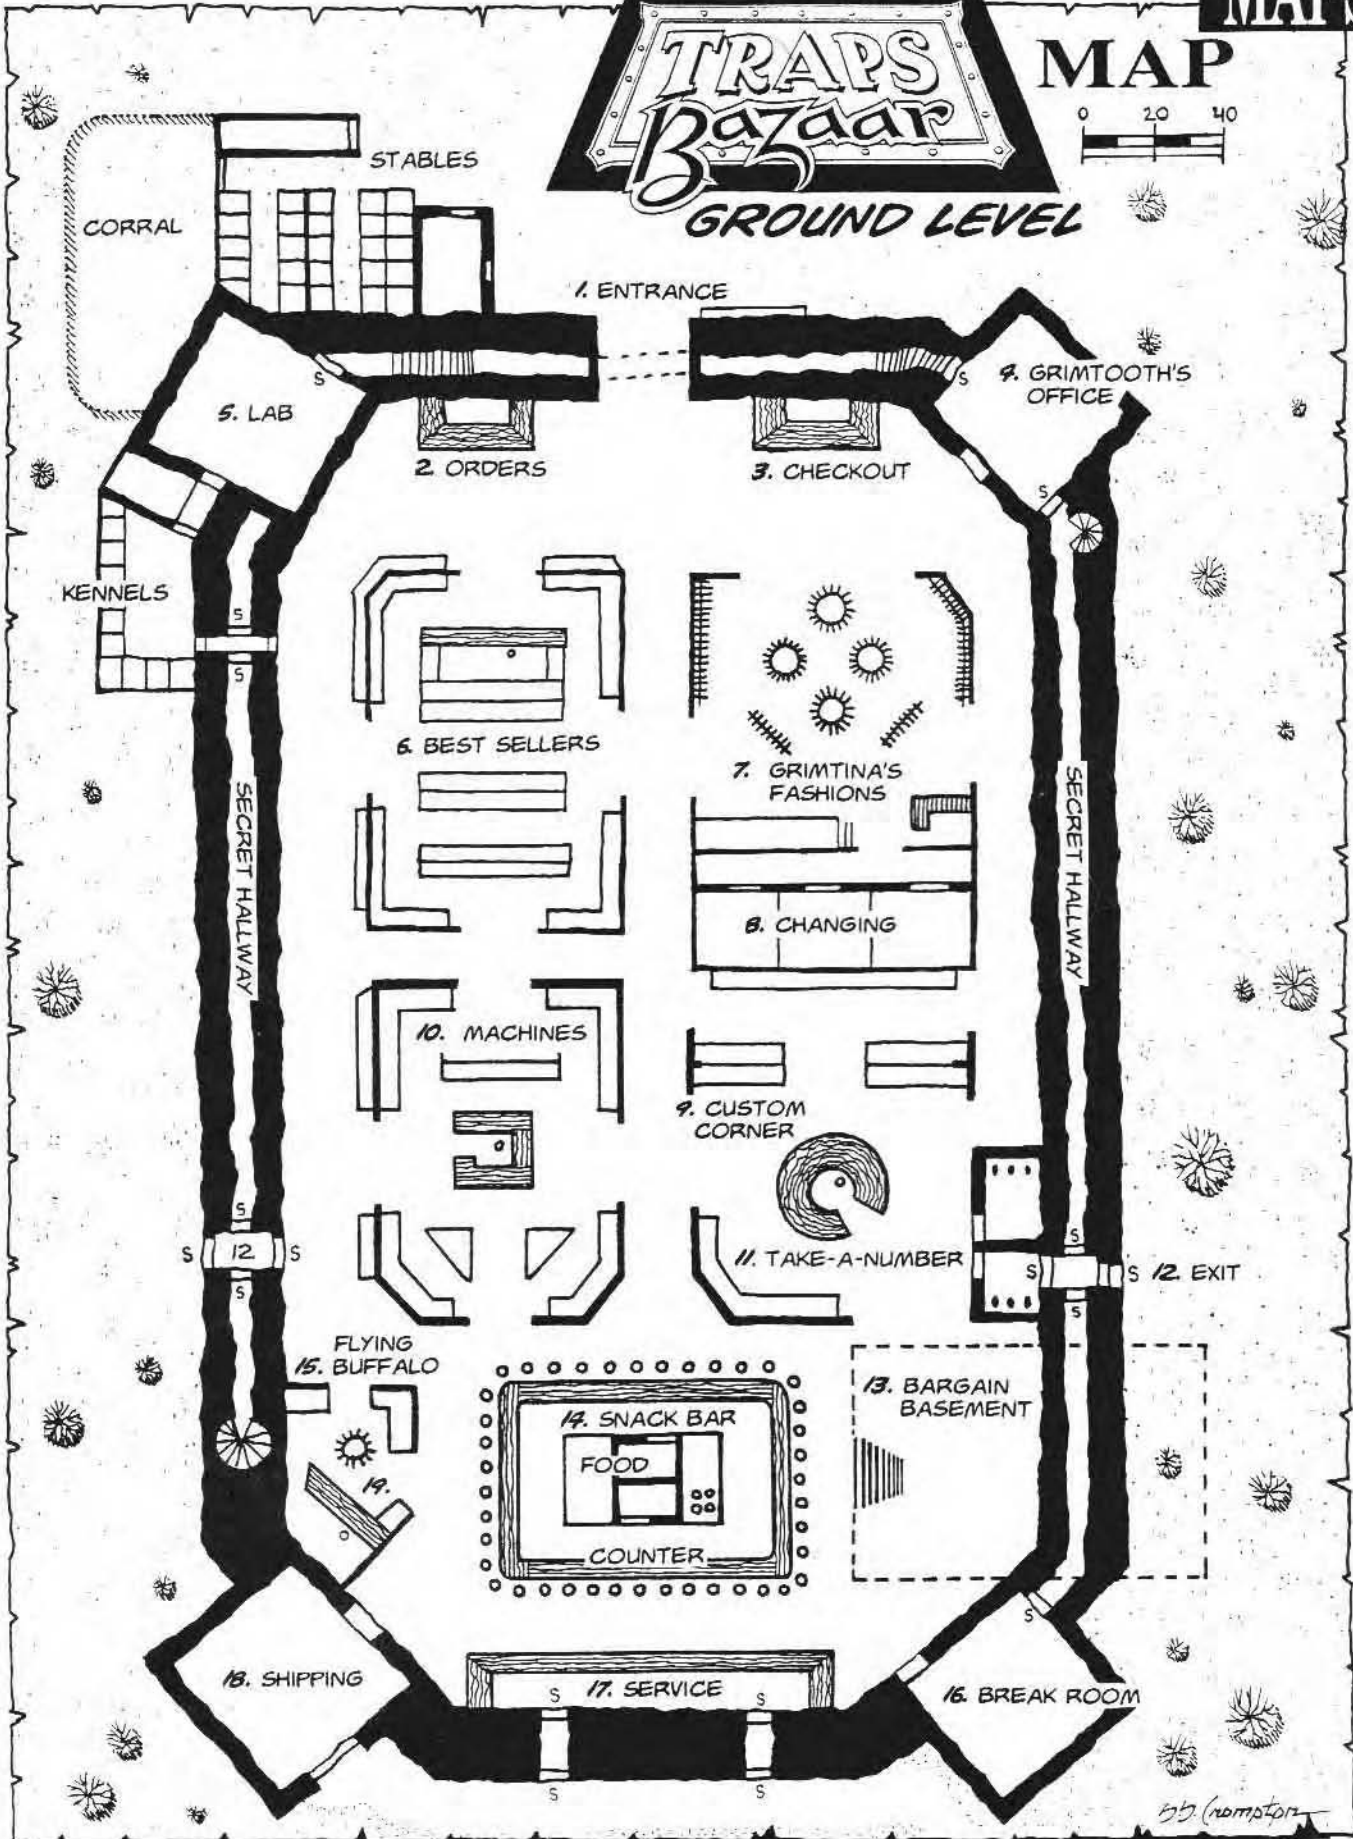 MAPS
TRAPS
Bazaar
MAP
0 20 40
GROUND LEVEL
STABLES
CORRAL
1. ENTRANCE
S
S
4. GRIMTOOTH'S
OFFICE
5. LAB
2. ORDERS
3. CHECKOUT
S
KENNELS
S
S
6. BEST SELLERS
7. GRIMTINA'S
FASHIONS
SECRET HALLWAY
SECRET HALLWAY
8. CHANGING
10. MACHINES
9. CUSTOM
CORNER
S
S 12 S
S
11. TAKE-A-NUMBER
S
S S 12. EXIT
S
FLYING
15. BUFFALO
13. BARGAIN
BASEMENT
14. SNACK BAR
FOOD
19.
COUNTER
S
18. SHIPPING
17. SERVICE
S S
16. BREAK ROOM
S S
Crompton